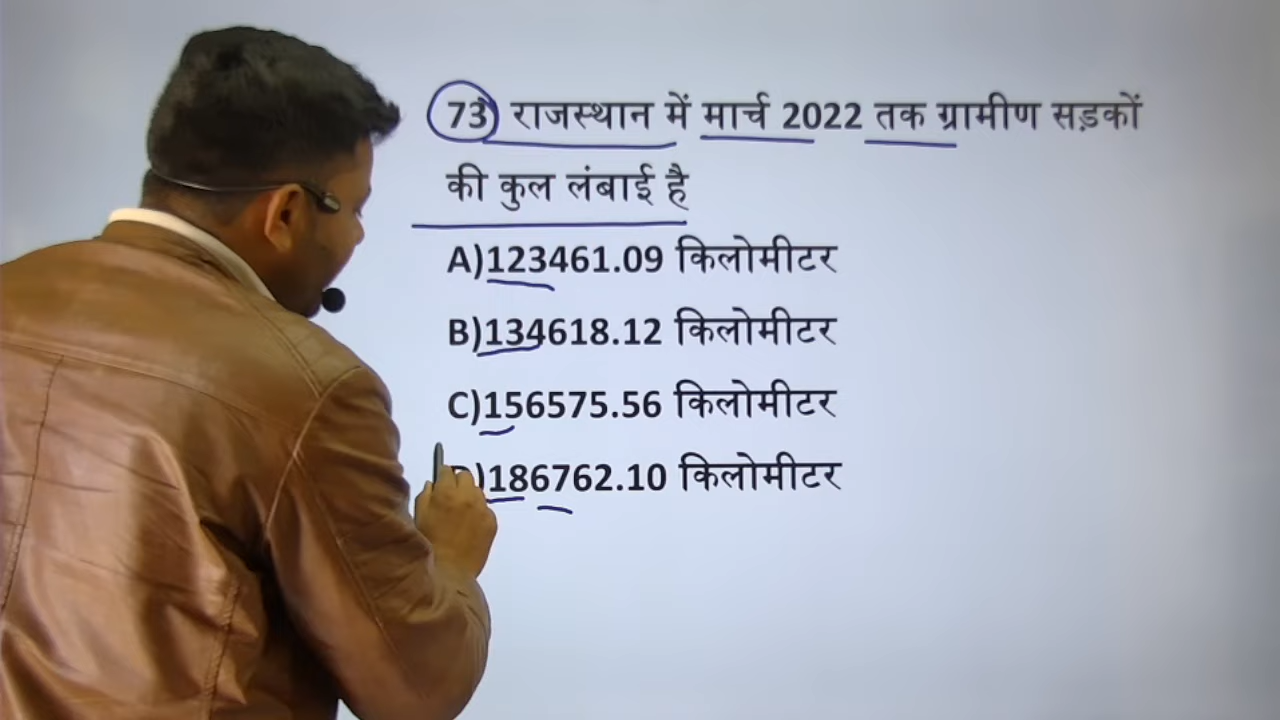 73 राजस्थान में मार्च 2022 तक ग्रामीण सड़कों
की कुल लंबाई है
A)123461.09 किलोमीटर
B)134618.12 किलोमीटर
C)156575.56 किलोमीटर
D)186762.10 किलोमीटर